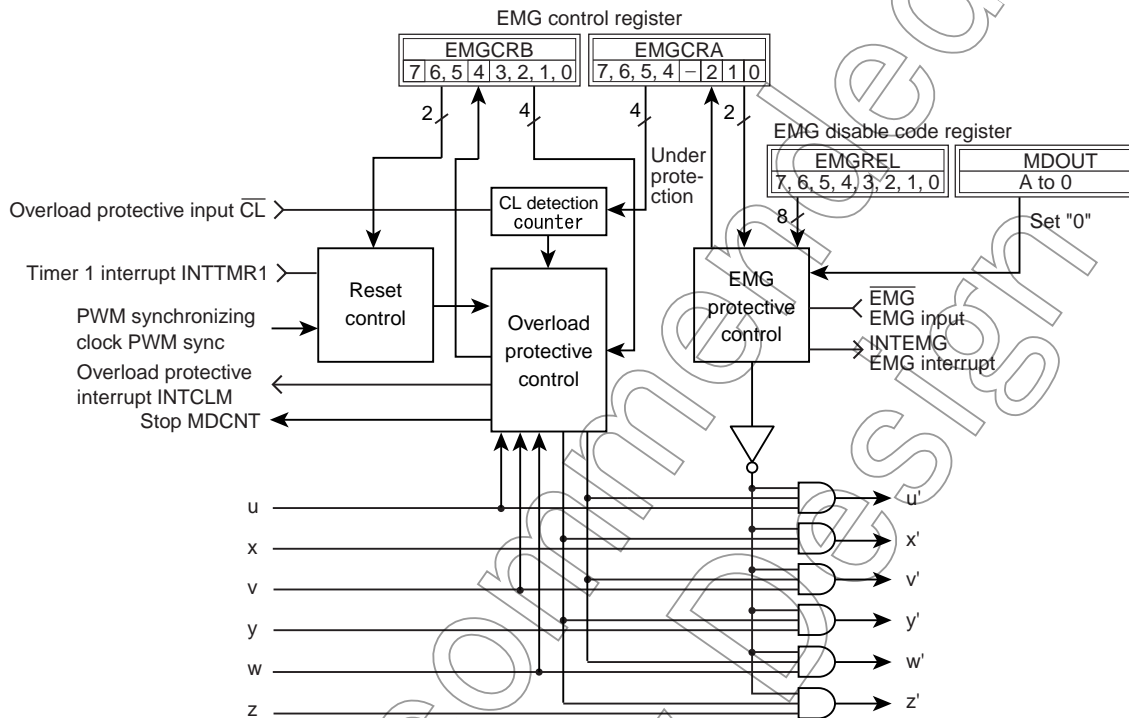 EMG control register
EMGCRB
7 6, 5 4 3, 2, 1, 0
EMGCRA
7, 6, 5, 4 – 2 1 0
2
4
4
2
Under
prote-
ction
EMG disable code register
EMGREL
7, 6, 5, 4, 3, 2, 1, 0
MDOUT
A to 0
8
Set "0"
Overload protective input CL
CL detection
counter
Timer 1 interrupt INTTMR1
Reset
control
PWM synchronizing
clock PWM sync
Overload
protective
control
EMG
protective
control
EMG
EMG input
INTEMG
EMG interrupt
Overload protective
interrupt INTCLM
Stop MDCNT
u
u'
x
x'
v
v'
y
y'
w
w'
z
z'